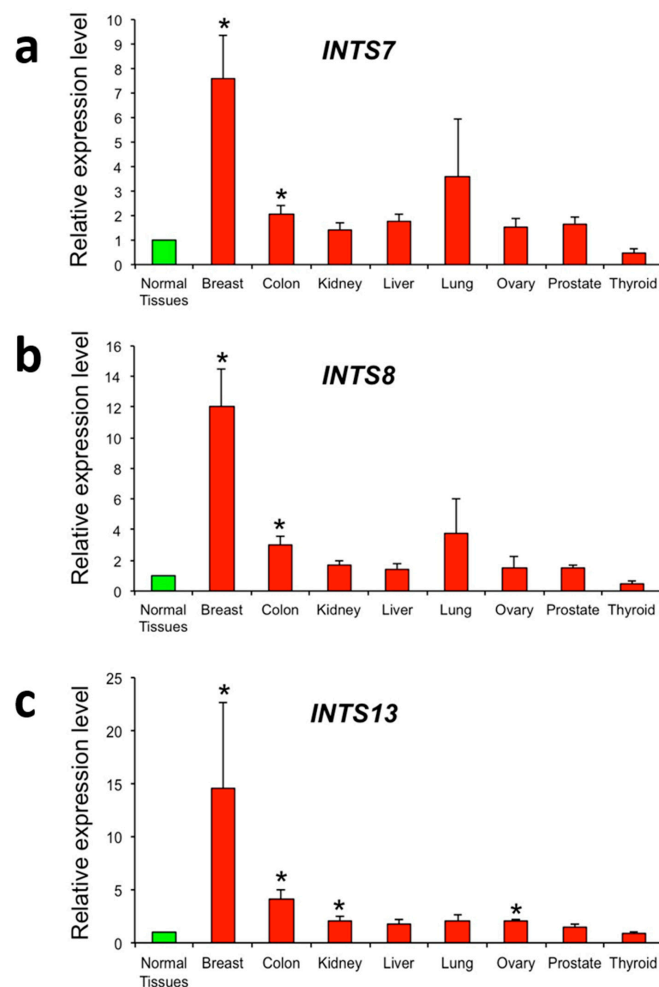 a
INTS7
Relative expression level
10
9
8
7
6
5
4
3
2
1
0
*
*
Normal Tissues Breast Colon Kidney Liver Lung Ovary Prostate Thyroid
b
INTS8
Relative expression level
16
14
12
10
8
6
4
2
0
*
*
Normal Tissues Breast Colon Kidney Liver Lung Ovary Prostate Thyroid
c
INTS13
Relative expression level
25
20
15
10
5
0
*
*
*
*
Normal Tissues Breast Colon Kidney Liver Lung Ovary Prostate Thyroid